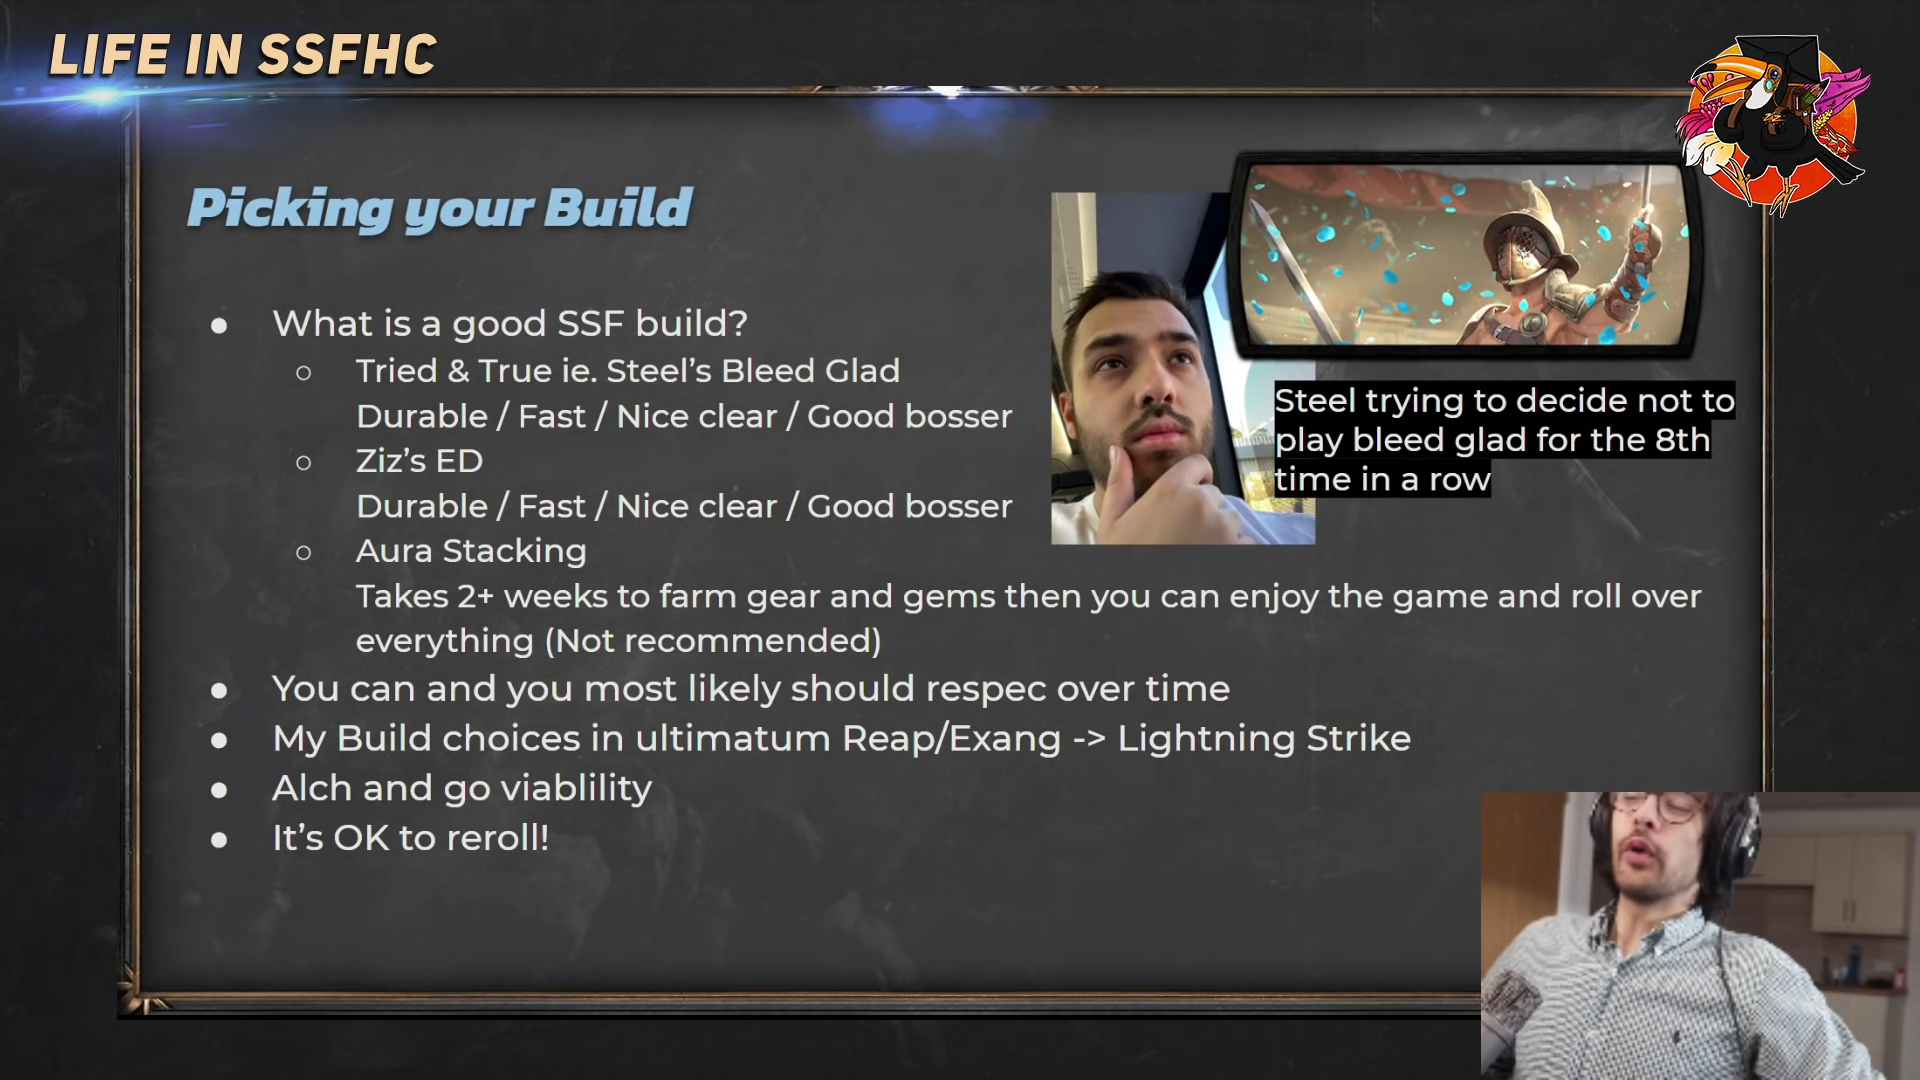 LIFE IN SSFHC
Picking your Build
● What is a good SSF build?
○ Tried & True ie. Steel's Bleed Glad
Durable / Fast / Nice clear / Good bosser
○ Ziz's ED
Durable / Fast / Nice clear / Good bosser
○ Aura Stacking
Takes 2+ weeks to farm gear and gems then you can enjoy the game and roll over
everything (Not recommended)
● You can and you most likely should respec over time
● My Build choices in ultimatum Reap/Exang -> Lightning Strike
● Alch and go viablility
● It's OK to reroll!
Steel trying to decide not to
play bleed glad for the 8th
time in a row